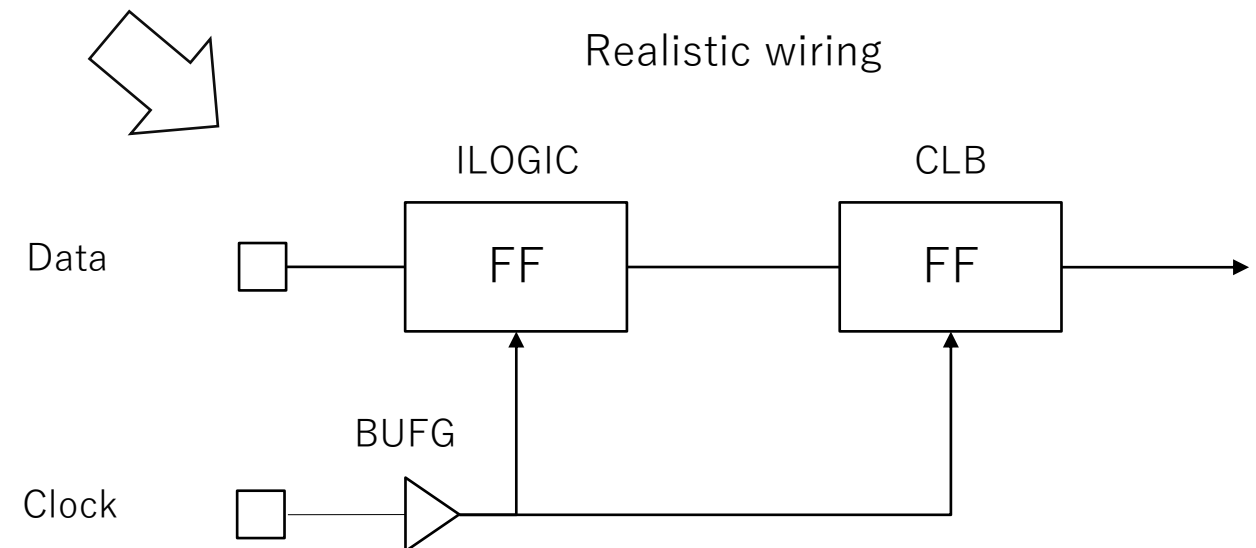 Realistic wiring
ILOGIC
CLB
Data
FF
FF
BUFG
Clock